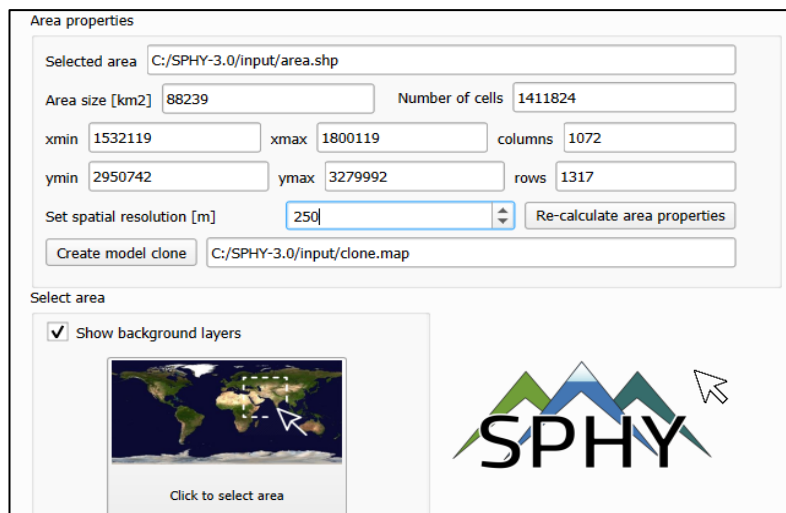 Area properties
Selected area C:/SPHY-3.0/input/area.shp
Area size [km2] 88239 Number of cells 1411824
xmin 1532119 xmax 1800119 columns 1072
ymin 2950742 ymax 3279992 rows 1317
Set spatial resolution [m] 250 Re-calculate area properties
Create model clone C:/SPHY-3.0/input/clone.map
Select area
Show background layers
SPHY
Click to select area